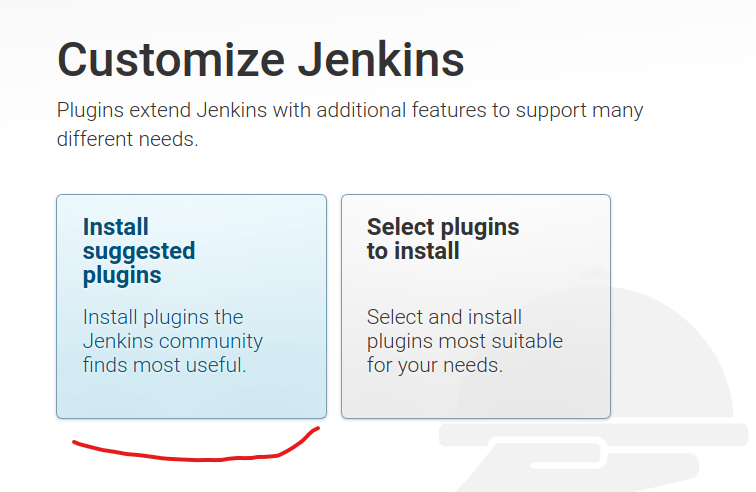 Customize Jenkins
Plugins extend Jenkins with additional features to support many
different needs.
Install
suggested
plugins
Install plugins the
Jenkins community
finds most useful.
Select plugins
to install
Select and install
plugins most suitable
for your needs.